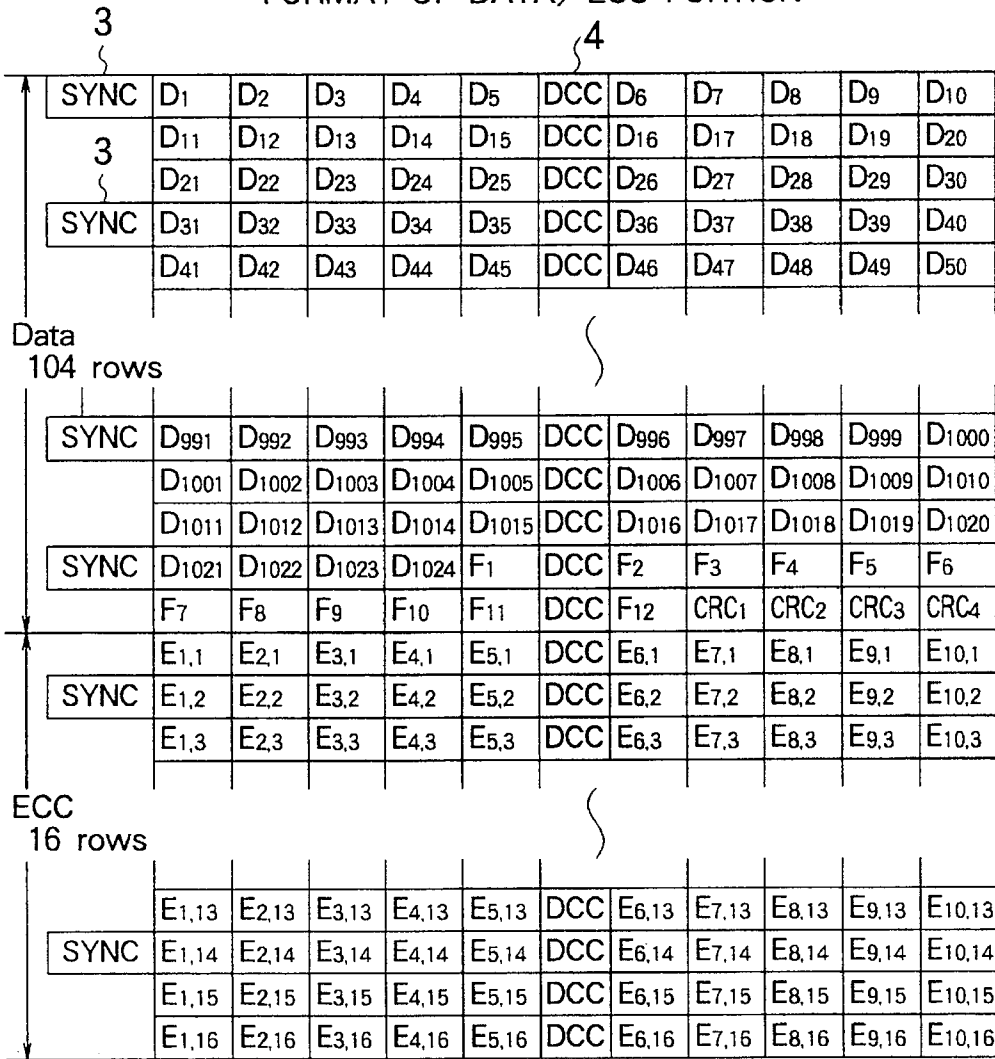 FORMAT OF DATA/ECC PORTION
3
4
SYNC D1 D2 D3 D4 D5 DCC D6 D7 D8 D9 D10
D11 D12 D13 D14 D15 DCC D16 D17 D18 D19 D20
3
D21 D22 D23 D24 D25 DCC D26 D27 D28 D29 D30
SYNC D31 D32 D33 D34 D35 DCC D36 D37 D38 D39 D40
D41 D42 D43 D44 D45 DCC D46 D47 D48 D49 D50
Data
104 rows
SYNC D991 D992 D993 D994 D995 DCC D996 D997 D998 D999 D1000
D1001 D1002 D1003 D1004 D1005 DCC D1006 D1007 D1008 D1009 D1010
D1011 D1012 D1013 D1014 D1015 DCC D1016 D1017 D1018 D1019 D1020
SYNC D1021 D1022 D1023 D1024 F1 DCC F2 F3 F4 F5 F6
F7 F8 F9 F10 F11 DCC F12 CRC1 CRC2 CRC3 CRC4
E1,1 E2,1 E3,1 E4,1 E5,1 DCC E6,1 E7,1 E8,1 E9,1 E10,1
SYNC E1,2 E2,2 E3,2 E4,2 E5,2 DCC E6,2 E7,2 E8,2 E9,2 E10,2
E1,3 E2,3 E3,3 E4,3 E5,3 DCC E6,3 E7,3 E8,3 E9,3 E10,3
ECC
16 rows
E1,13 E2,13 E3,13 E4,13 E5,13 DCC E6,13 E7,13 E8,13 E9,13 E10,13
SYNC E1,14 E2,14 E3,14 E4,14 E5,14 DCC E6,14 E7,14 E8,14 E9,14 E10,14
E1,15 E2,15 E3,15 E4,15 E5,15 DCC E6,15 E7,15 E8,15 E9,15 E10,15
E1,16 E2,16 E3,16 E4,16 E5,16 DCC E6,16 E7,16 E8,16 E9,16 E10,16